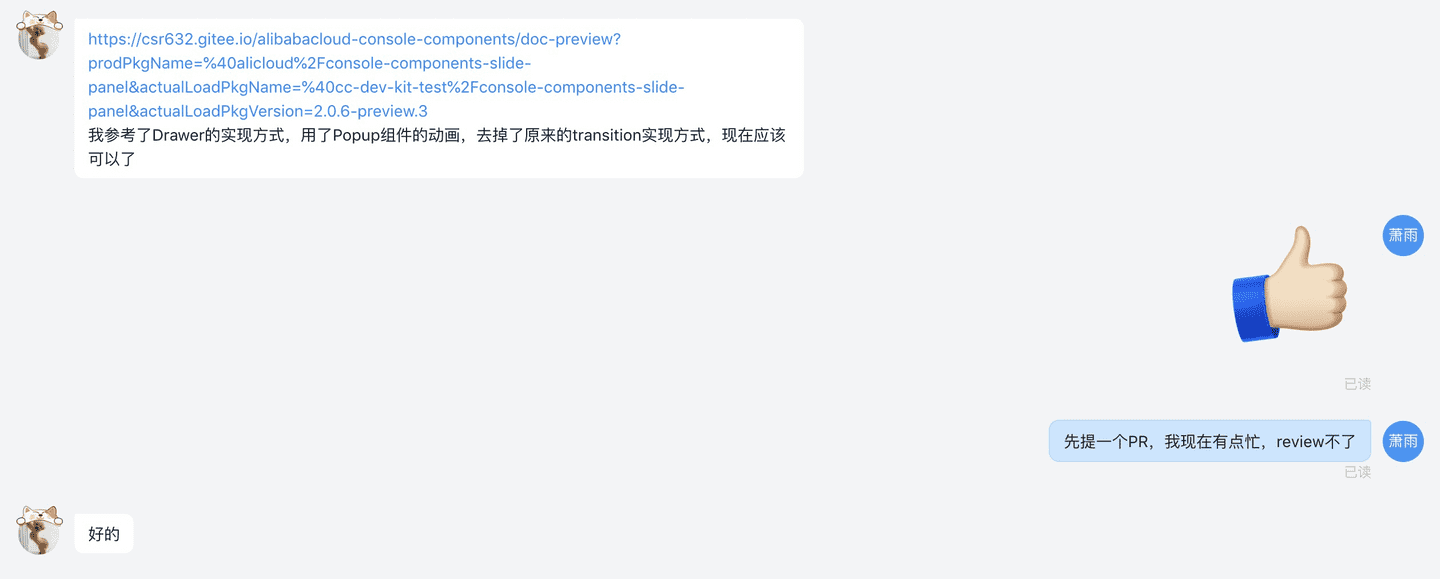 https://csr632.gitee.io/alibabacloud-console-components/doc-preview?
prodPkgName=%40alicloud%2Fconsole-components-slide-
panel&actualLoadPkgName=%40cc-dev-kit-test%2Fconsole-components-slide-
panel&actualLoadPkgVersion=2.0.6-preview.3
我参考了Drawer的实现方式，用了Popup组件的动画，去掉了原来的transition实现方式，现在应该
可以了
萧雨
已读
先提一个PR，我现在有点忙，review不了
萧雨
已读
好的